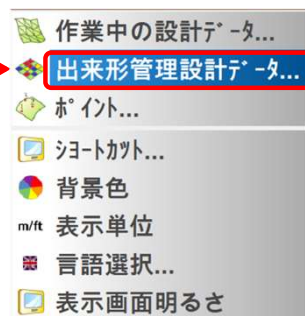 作業中の設計ﾃﾞｰﾀ...
出来形管理設計ﾃﾞｰﾀ...
ﾎﾟｲﾝﾄ...
ｼｮｰﾄｶｯﾄ...
背景色
m/ft 表示単位
言語選択...
表示画面明るさ